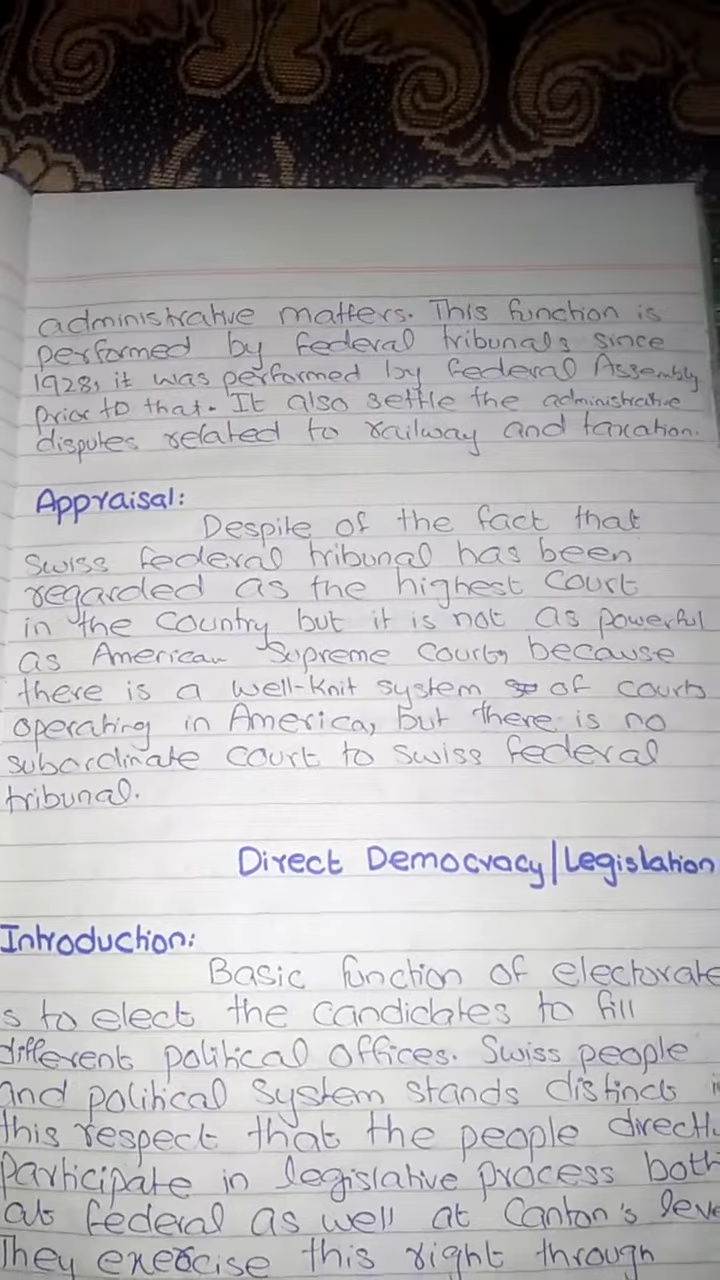 administrative matters. This function is
performed by federal tribunals since
1928, it was performed by Federal Assembly
prior to that. It also settle the administrative
disputes related to railway and taxation.
Appraisal:
Despite of the fact that
swiss federal tribunal has been
regarded as the highest court
in the country but it is not as powerful
as American Supreme court, because
there is a well-knit system of courts
operating in America, but there is no
subordinate court to swiss federal
tribunal.
Direct Democracy/Legislation
Introduction:
Basic function of electorate
s to elect the candidates to fill
different political offices. Swiss people
and political system stands distinct i
this respect that the people directl
participate in legislative process both
at federal as well at Canton's leve
They exercise this right through